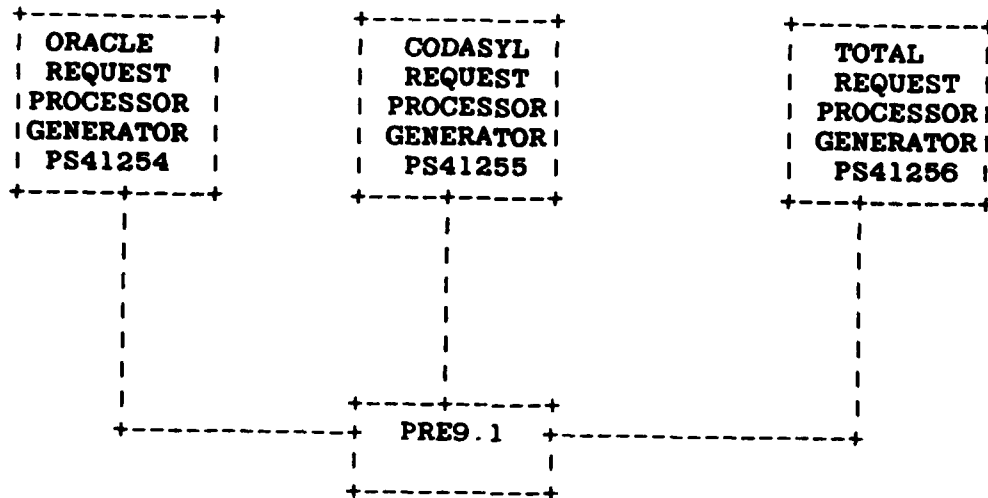 ORACLE
REQUEST
PROCESSOR
GENERATOR
PS41254
CODASYL
REQUEST
PROCESSOR
GENERATOR
PS41255
TOTAL
REQUEST
PROCESSOR
GENERATOR
PS41256
PRE9.1